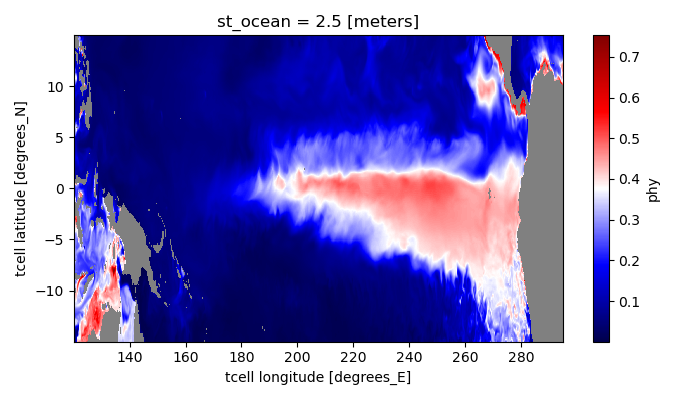 st_ocean = 2.5 [meters]
10
5
0
−5
−10
tcell latitude [degrees_N]
140 160 180 200 220 240 260 280
tcell longitude [degrees_E]
0.7
0.6
0.5
0.4
0.3
0.2
0.1
phy